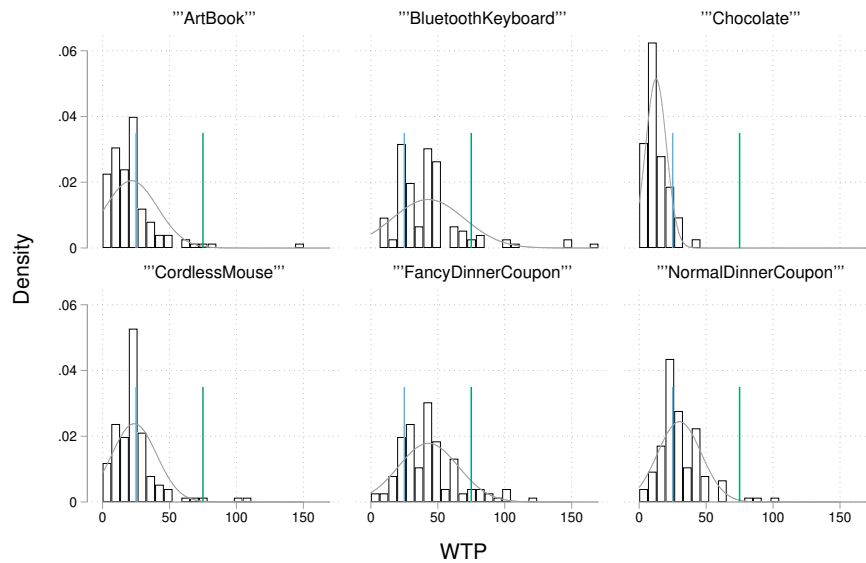 '''ArtBook'''
'''BluetoothKeyboard'''
'''Chocolate'''
.06
.04
.02
0
'''CordlessMouse'''
'''FancyDinnerCoupon'''
'''NormalDinnerCoupon'''
.06
.04
.02
0
0 50 100 150
0 50 100 150
0 50 100 150
Density
WTP